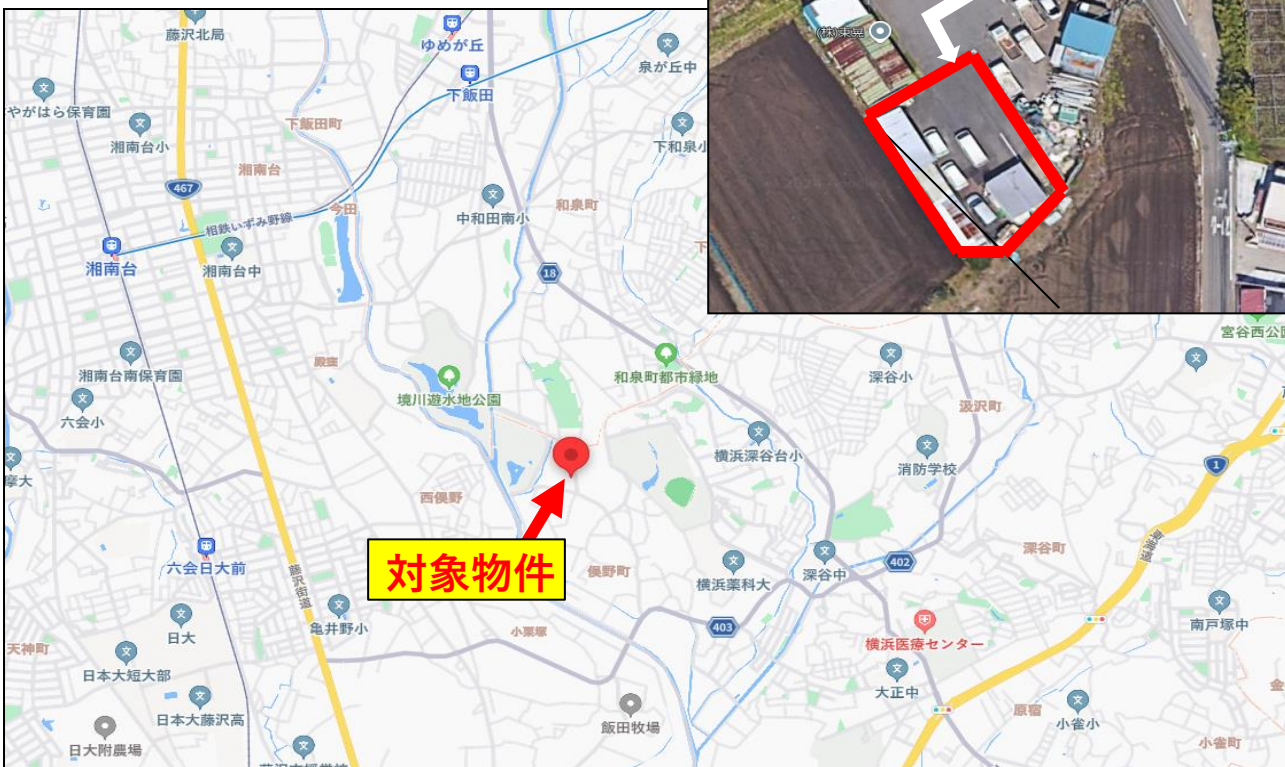 藤沢北局
ゆめが丘
泉が丘中
(株)東晃
下飯田
やがはら保育園
湘南台小
下飯田町
下和泉小
湘南台
467
中和田南小
和泉町
今田
相鉄いずみ野線
湘南台
湘南台中
18
宮谷西公園
殿窪
湘南台南保育園
境川遊水地公園
和泉町都市緑地
深谷小
六会小
汲沢町
横浜深谷台小
消防学校
1
摩大
西俣野
東海道
対象物件
六会日大前
藤沢街道
俣野町
横浜薬科大
深谷中
402
深谷町
亀井野小
小栗塚
403
横浜医療センター
南戸塚中
日大
天神町
日本大短大部
大正中
日本大藤沢高
飯田牧場
原宿
小雀小
日大附農場
小雀町